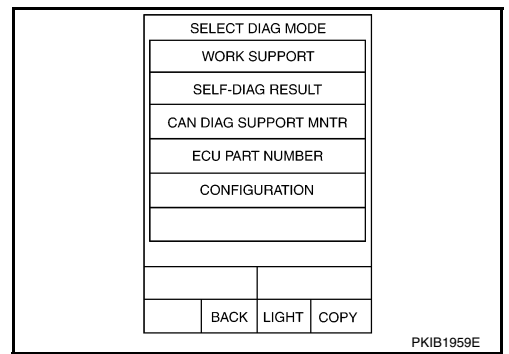 SELECT DIAG MODE
WORK SUPPORT
SELF-DIAG RESULT
CAN DIAG SUPPORT MNTR
ECU PART NUMBER
CONFIGURATION
BACK LIGHT COPY
PKIB1959E